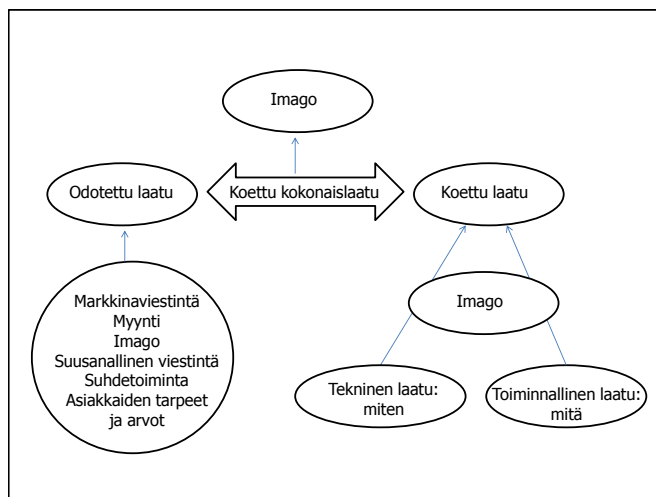 Imago
Odotettu laatu
Koettu kokonaislaatu
Koettu laatu
Markkinaviestintä
Myynti
Imago
Suusanallinen viestintä
Suhdetoiminta
Asiakkaiden tarpeet
ja arvot
Imago
Tekninen laatu:
miten
Toiminnallinen laatu:
mitä